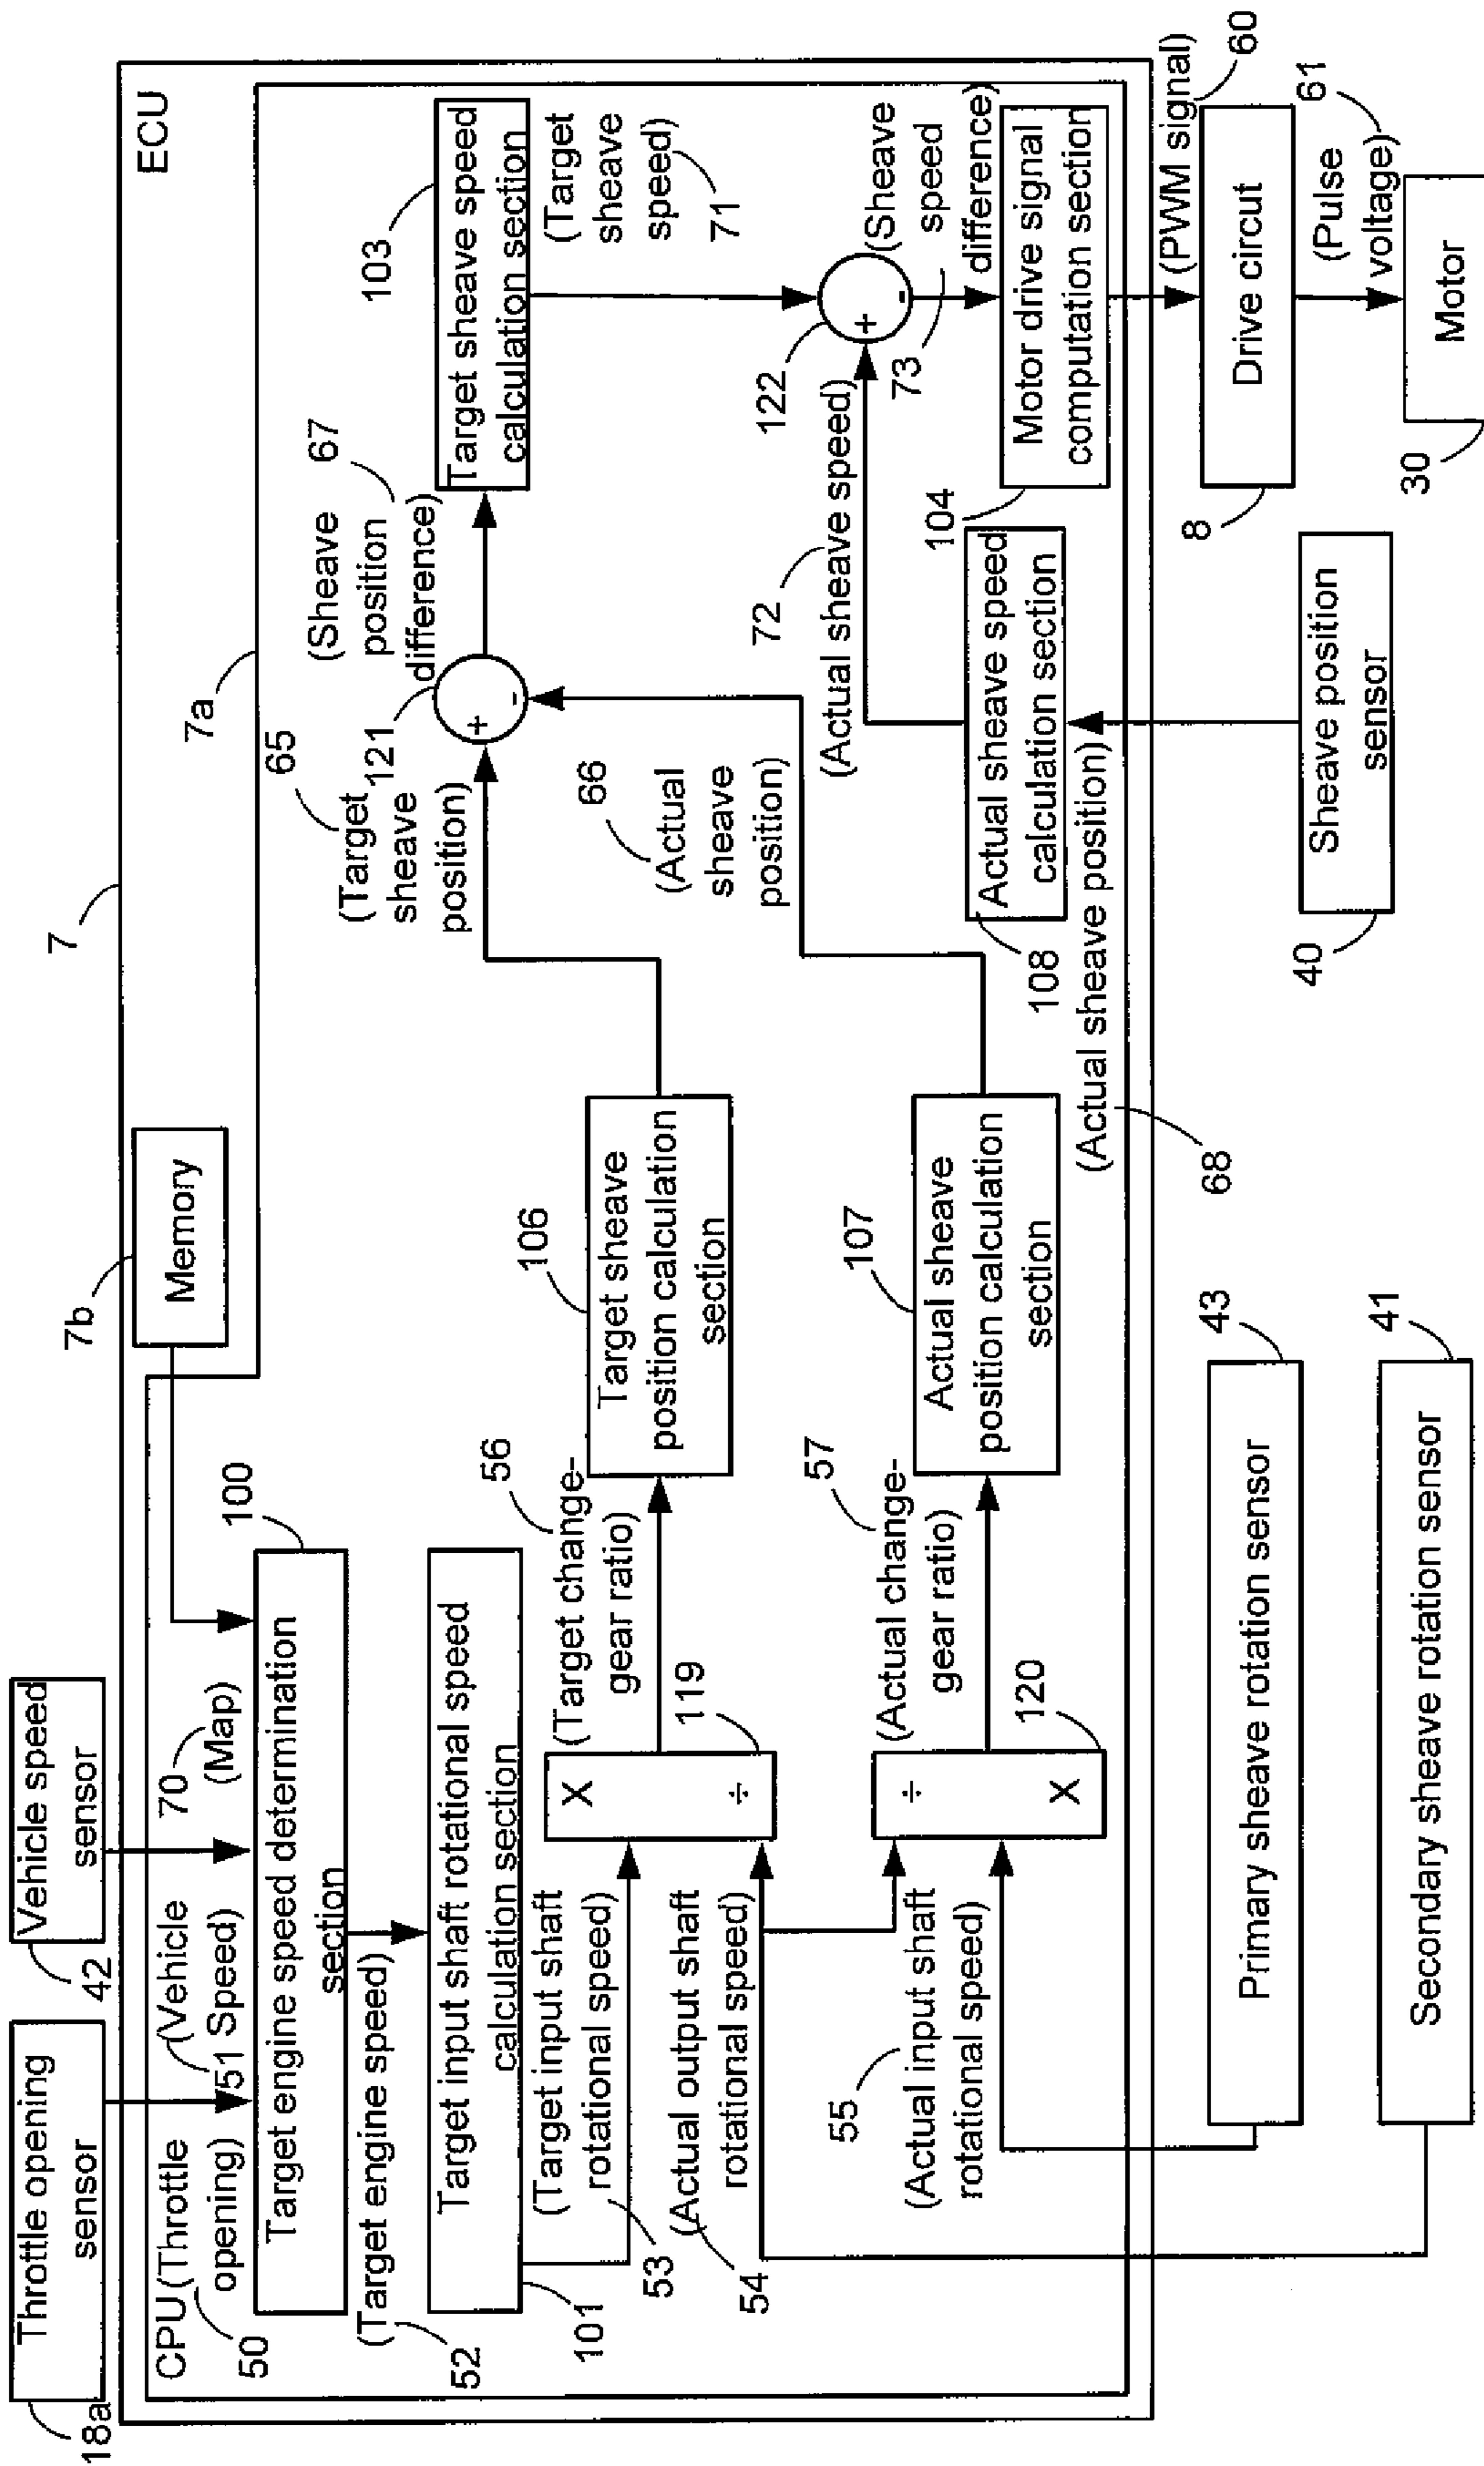 Throttle opening
sensor
18a
Vehicle speed
sensor
42
7
ECU
7a
7b
Memory
CPU
(Throttle
opening)
50
(Vehicle
Speed)
51
70
(Map)
100
Target engine speed determination
section
(Target engine speed)
52
Target input shaft rotational speed
calculation section
101
(Target input shaft
rotational speed)
53
(Actual output shaft
rotational speed)
54
55
(Actual input shaft
rotational speed)
X
÷
119
÷
X
120
56
(Target change-
gear ratio)
57
(Actual change-
gear ratio)
106
Target sheave
position calculation
section
107
Actual sheave
position calculation
section
65
(Target
sheave
position)
66
(Actual
sheave
position)
121
+
-
(Sheave
position
difference)
67
103
Target sheave speed
calculation section
(Target
sheave
speed)
71
122
+
-
72
(Actual sheave speed)
73
(Sheave
speed
difference)
108
Actual sheave speed
calculation section
(Actual sheave position)
68
104
Motor drive signal
computation section
(PWM signal)
60
8
Drive circut
(Pulse
voltage)
61
30
Motor
40
Sheave position
sensor
43
Primary sheave rotation sensor
41
Secondary sheave rotation sensor